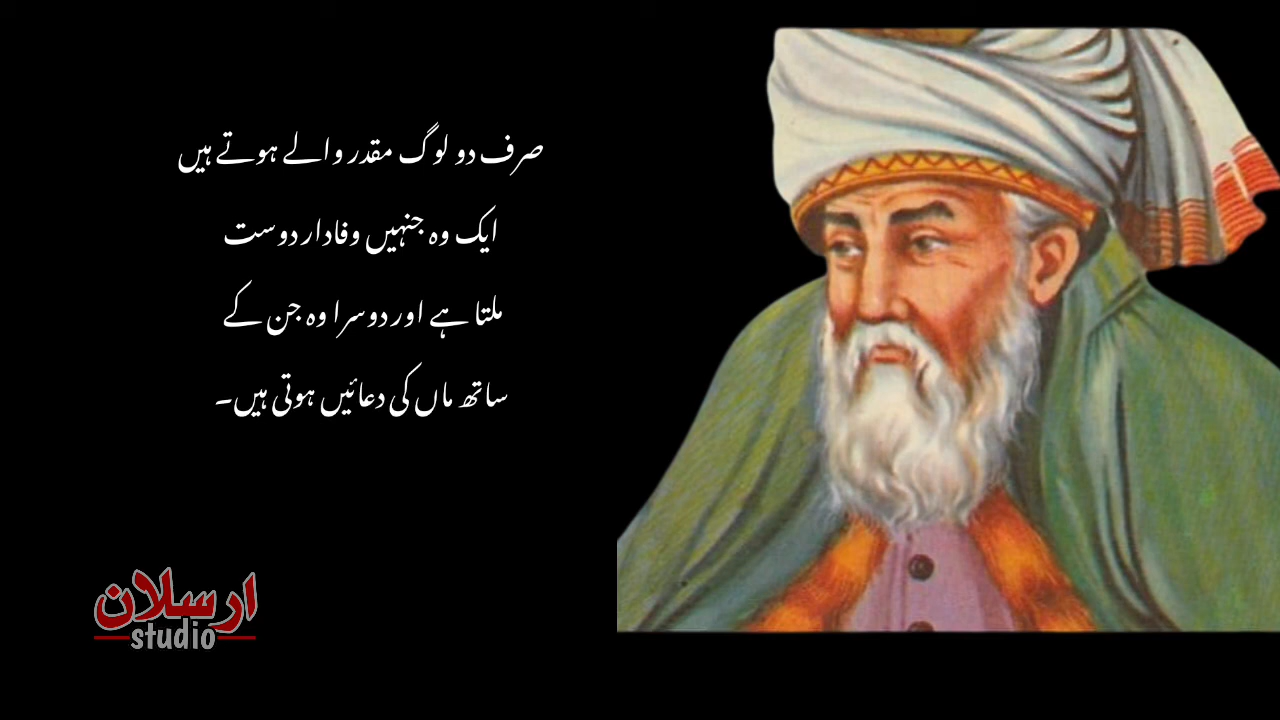 صرف دو لوگ مقدر والے ہوتے ہیں
ایک وہ جنہیں وفادار دوست
ملتا ہے اور دوسرا وہ جن کے
ساتھ ماں کی دعائیں ہوتی ہیں۔
ارسلان
studio